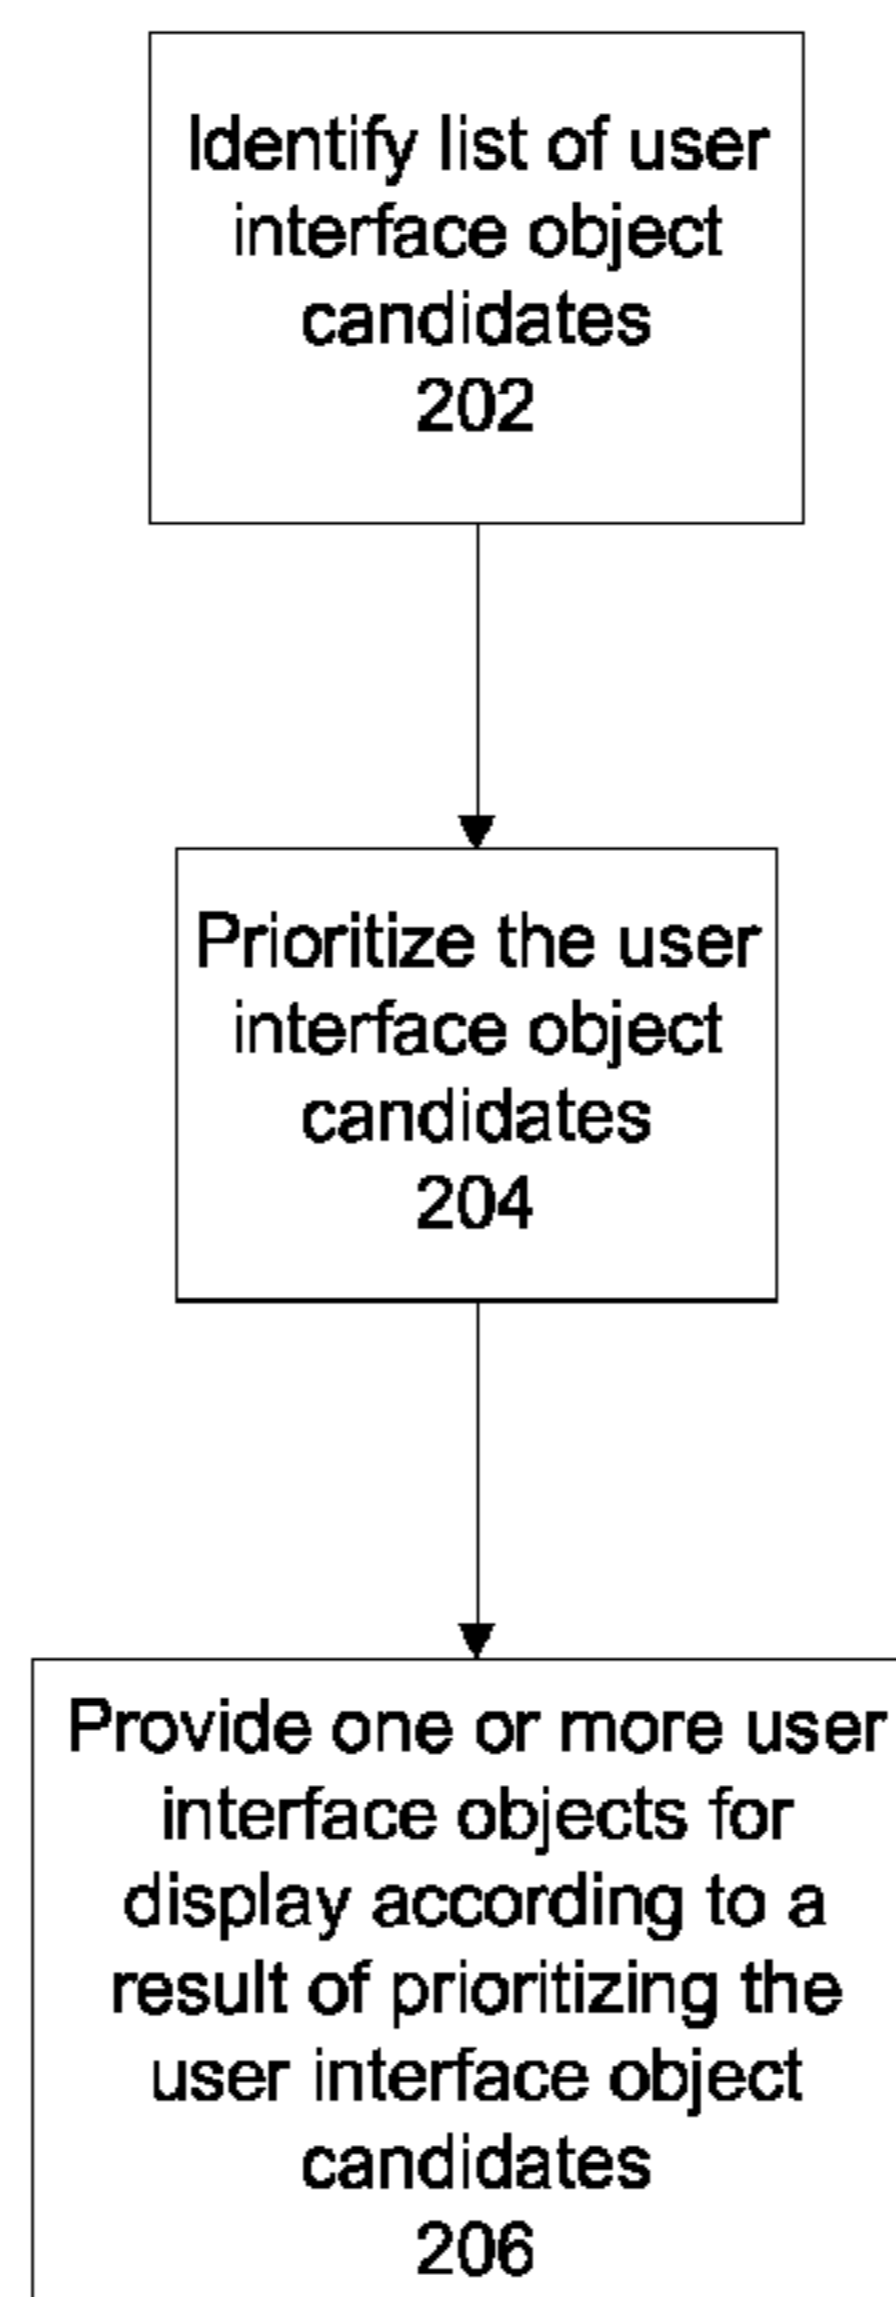 Identify list of user
interface object
candidates
202
Prioritize the user
interface object
candidates
204
Provide one or more user
interface objects for
display according to a
result of prioritizing the
user interface object
candidates
206